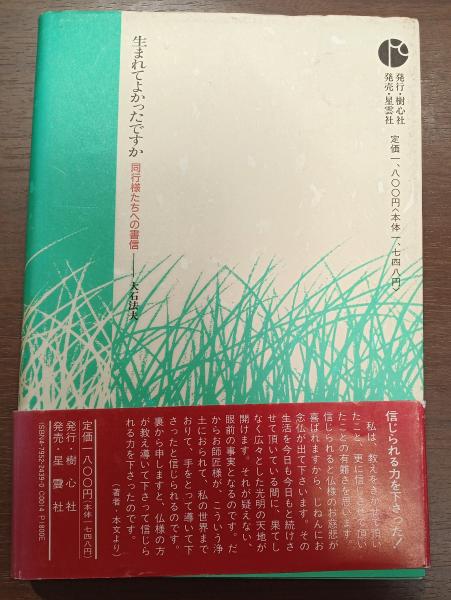 発行・樹心社
発売・星雲社
定価一、八〇〇円(本体一、七四八円)
生まれてよかったですか
同行様たちへの書信――大石法夫
信じられる力を下さった!
私は、教えをきかせて頂い
たこと、更に信じさせて頂い
たことの有難さを思います。
信じられると仏様のお慈悲が
喜ばれますから、じねんにお
念仏が出て下さいます。その
生活を今日も今日もと続けさ
せて頂いている間に、果てし
なく広々とした光明の天地が
開けます。それが疑えない、
眼前の事実となるのです。だ
からお師匠様が、こういう浄
土におられて、私の世界まで
おりて、手をとって導いて下
さったと信じられるのです。
裏から申しますと、仏様の方
が教え導いて下さって信じら
れる力を下さったのです。
(著者・本文より)
定価一八〇〇円(本体一七四八円)
発行・樹心社
発売・星雲社
ISBN4-7952-2439-0 C0014 P1800E